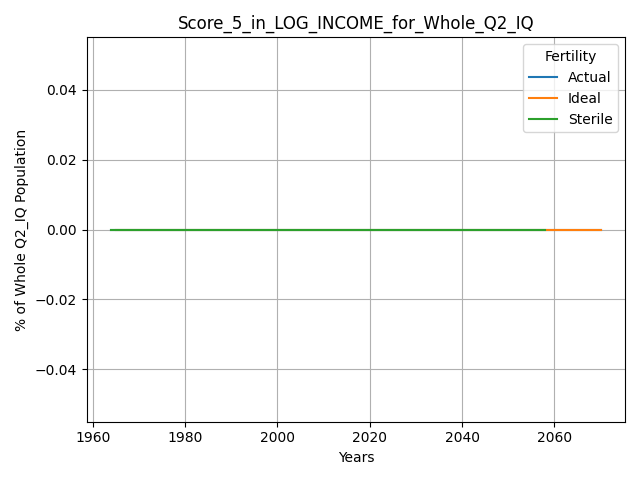 Score_5_in_LOG_INCOME_for_Whole_Q2_IQ
Fertility
Actual
Ideal
Sterile
% of Whole Q2_IQ Population
0.04
0.02
0.00
−0.02
−0.04
1960 1980 2000 2020 2040 2060
Years